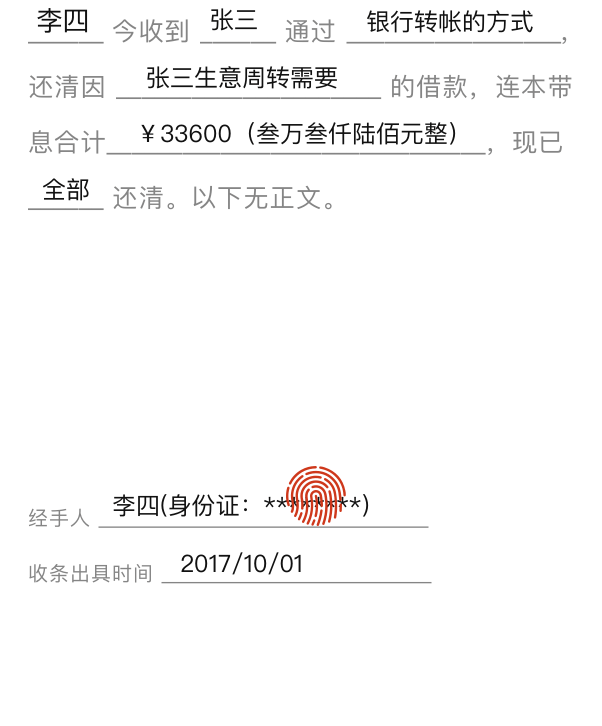 李四 今收到 张三 通过 银行转帐的方式,
还清因 张三生意周转需要 的借款，连本带
息合计 ￥33600（叁万叁仟陆佰元整），现已
全部 还清。以下无正文。
经手人 李四(身份证：********)
收条出具时间 2017/10/01